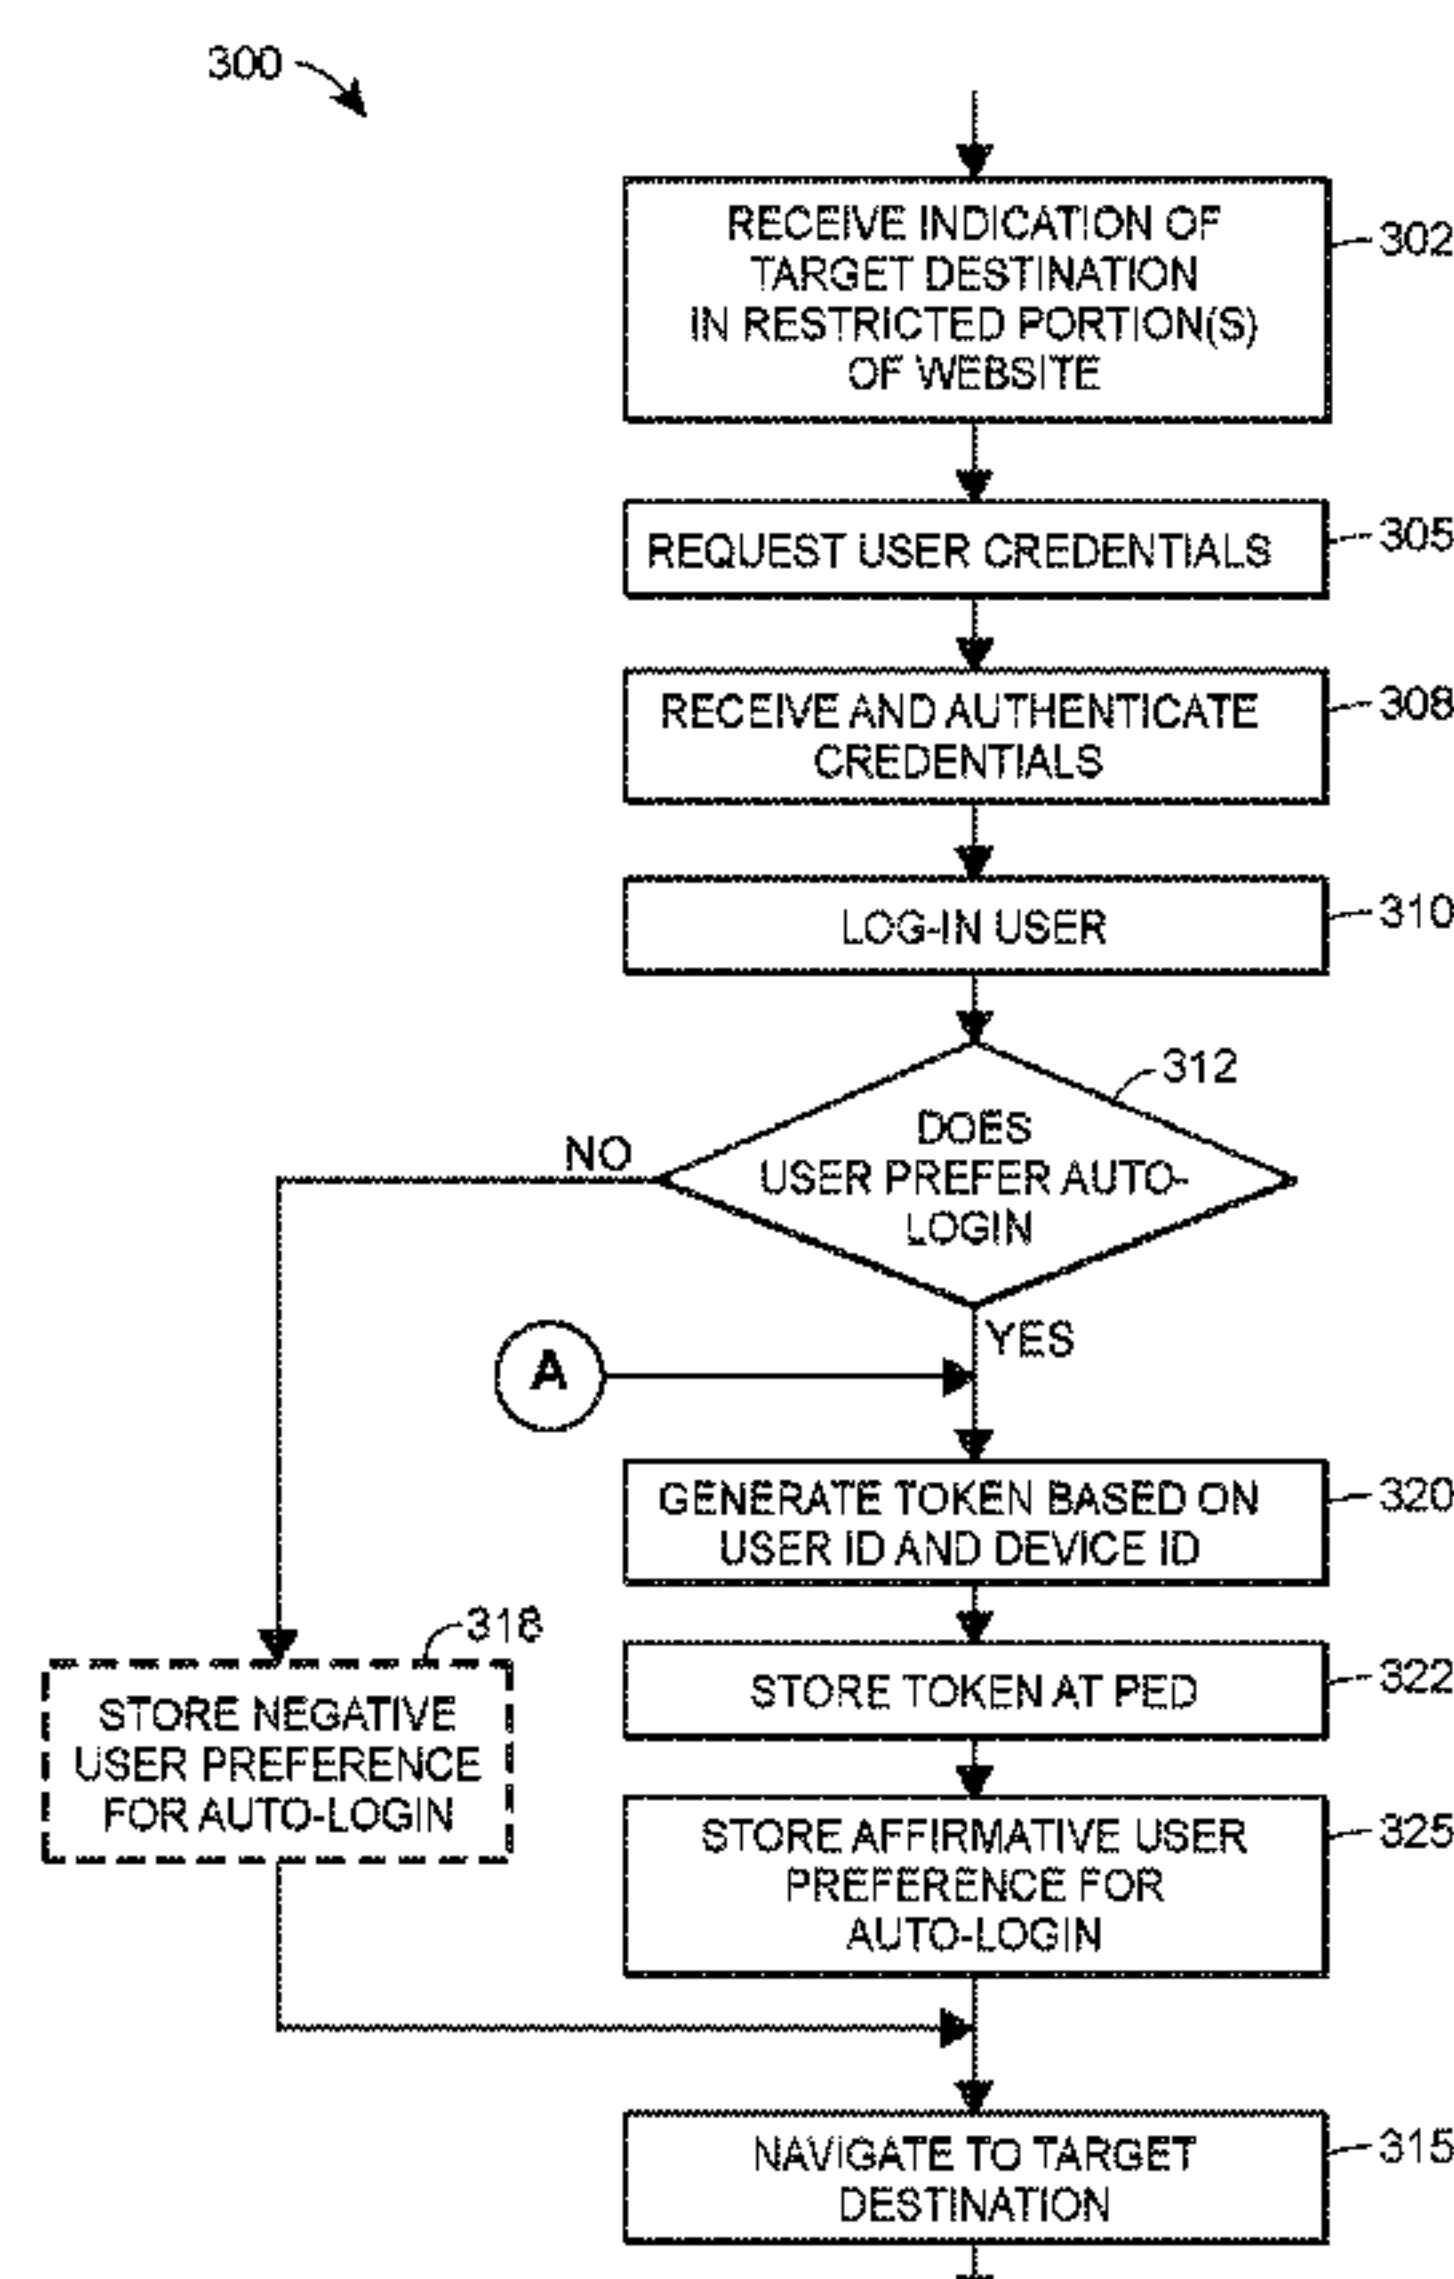 300
RECEIVE INDICATION OF
TARGET DESTINATION
IN RESTRICTED PORTION(S)
OF WEBSITE
302
REQUEST USER CREDENTIALS
305
RECEIVE AND AUTHENTICATE
CREDENTIALS
308
LOG-IN USER
310
DOES
USER PREFER AUTO-
LOGIN
312
NO
YES
A
GENERATE TOKEN BASED ON
USER ID AND DEVICE ID
320
STORE NEGATIVE
USER PREFERENCE
FOR AUTO-LOGIN
318
STORE TOKEN AT PED
322
STORE AFFIRMATIVE USER
PREFERENCE FOR
AUTO-LOGIN
325
NAVIGATE TO TARGET
DESTINATION
315